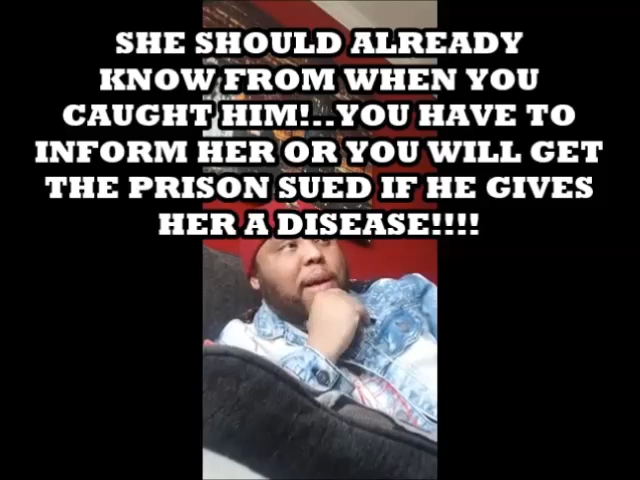 SHE SHOULD ALREADY
KNOW FROM WHEN YOU
CAUGHT HIM!...YOU HAVE TO
INFORM HER OR YOU WILL GET
THE PRISON SUED IF HE GIVES
HER A DISEASE!!!!